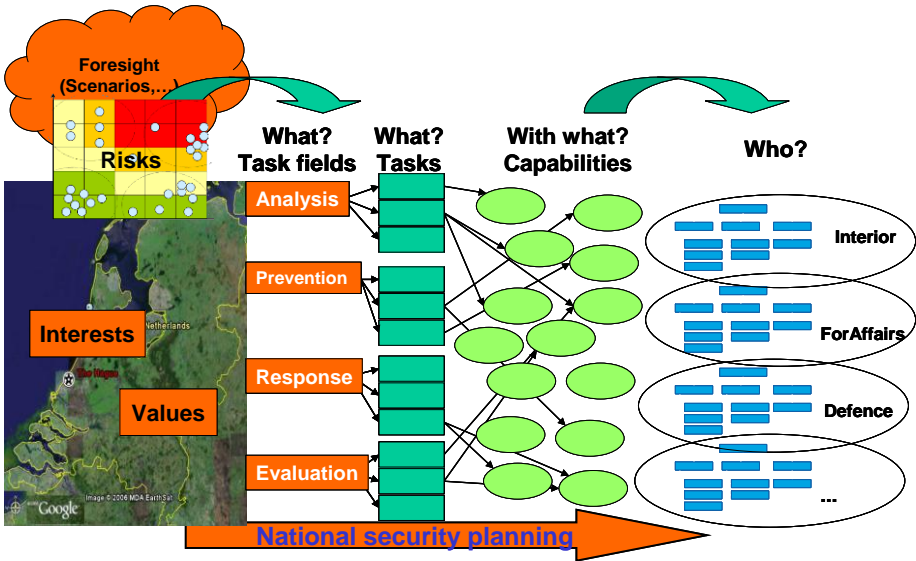 Foresight
(Scenarios,…)
Risks
What?
Task fields
What?
Tasks
With what?
Capabilities
Who?
Analysis
Prevention
Response
Evaluation
Interests
Netherlands
The Hague
Values
Image © 2006 MDA EarthSat
Google
Interior
ForAffairs
Defence
...
National security planning